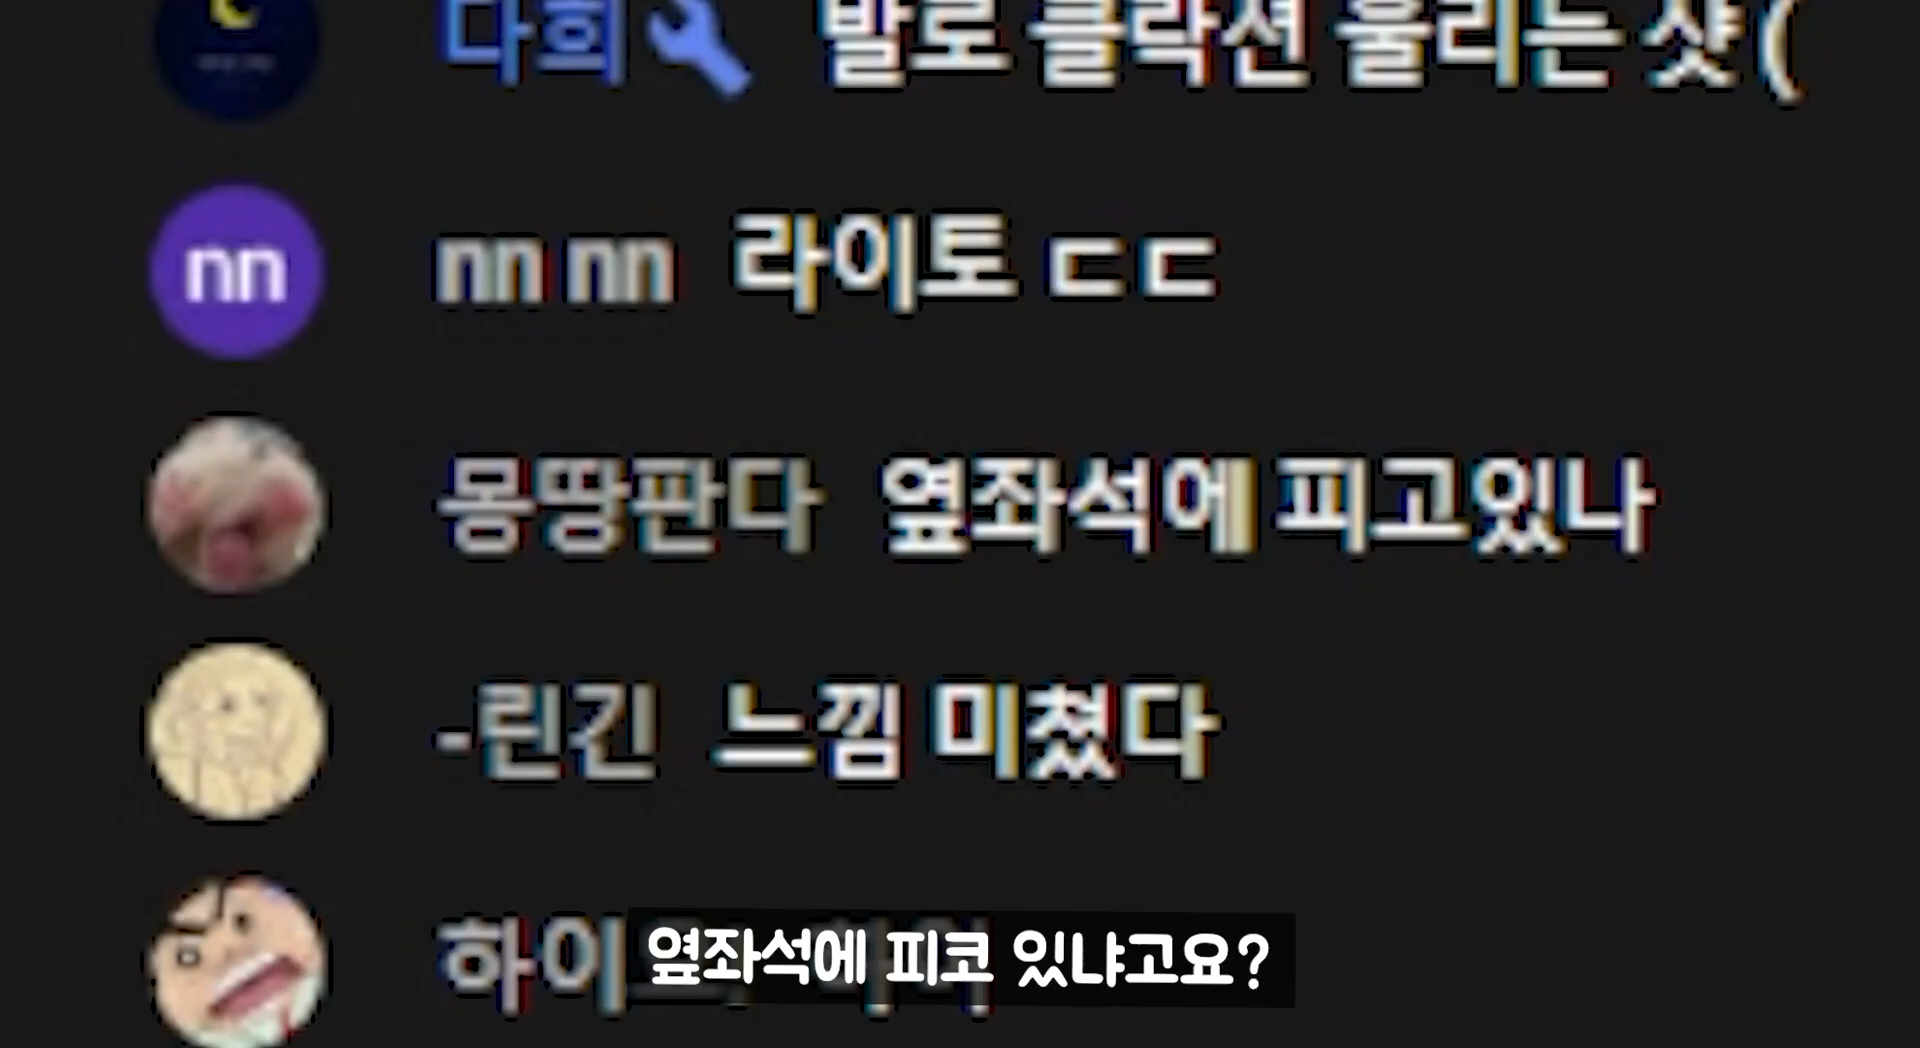 다희 발로 클락션 울리는 샷 (
nn
nn nn 라이토 ㄷㄷ
몽땅판다 옆좌석에 피고있나
-린긴 느낌 미쳤다
하이
옆좌석에 피코 있냐고요?